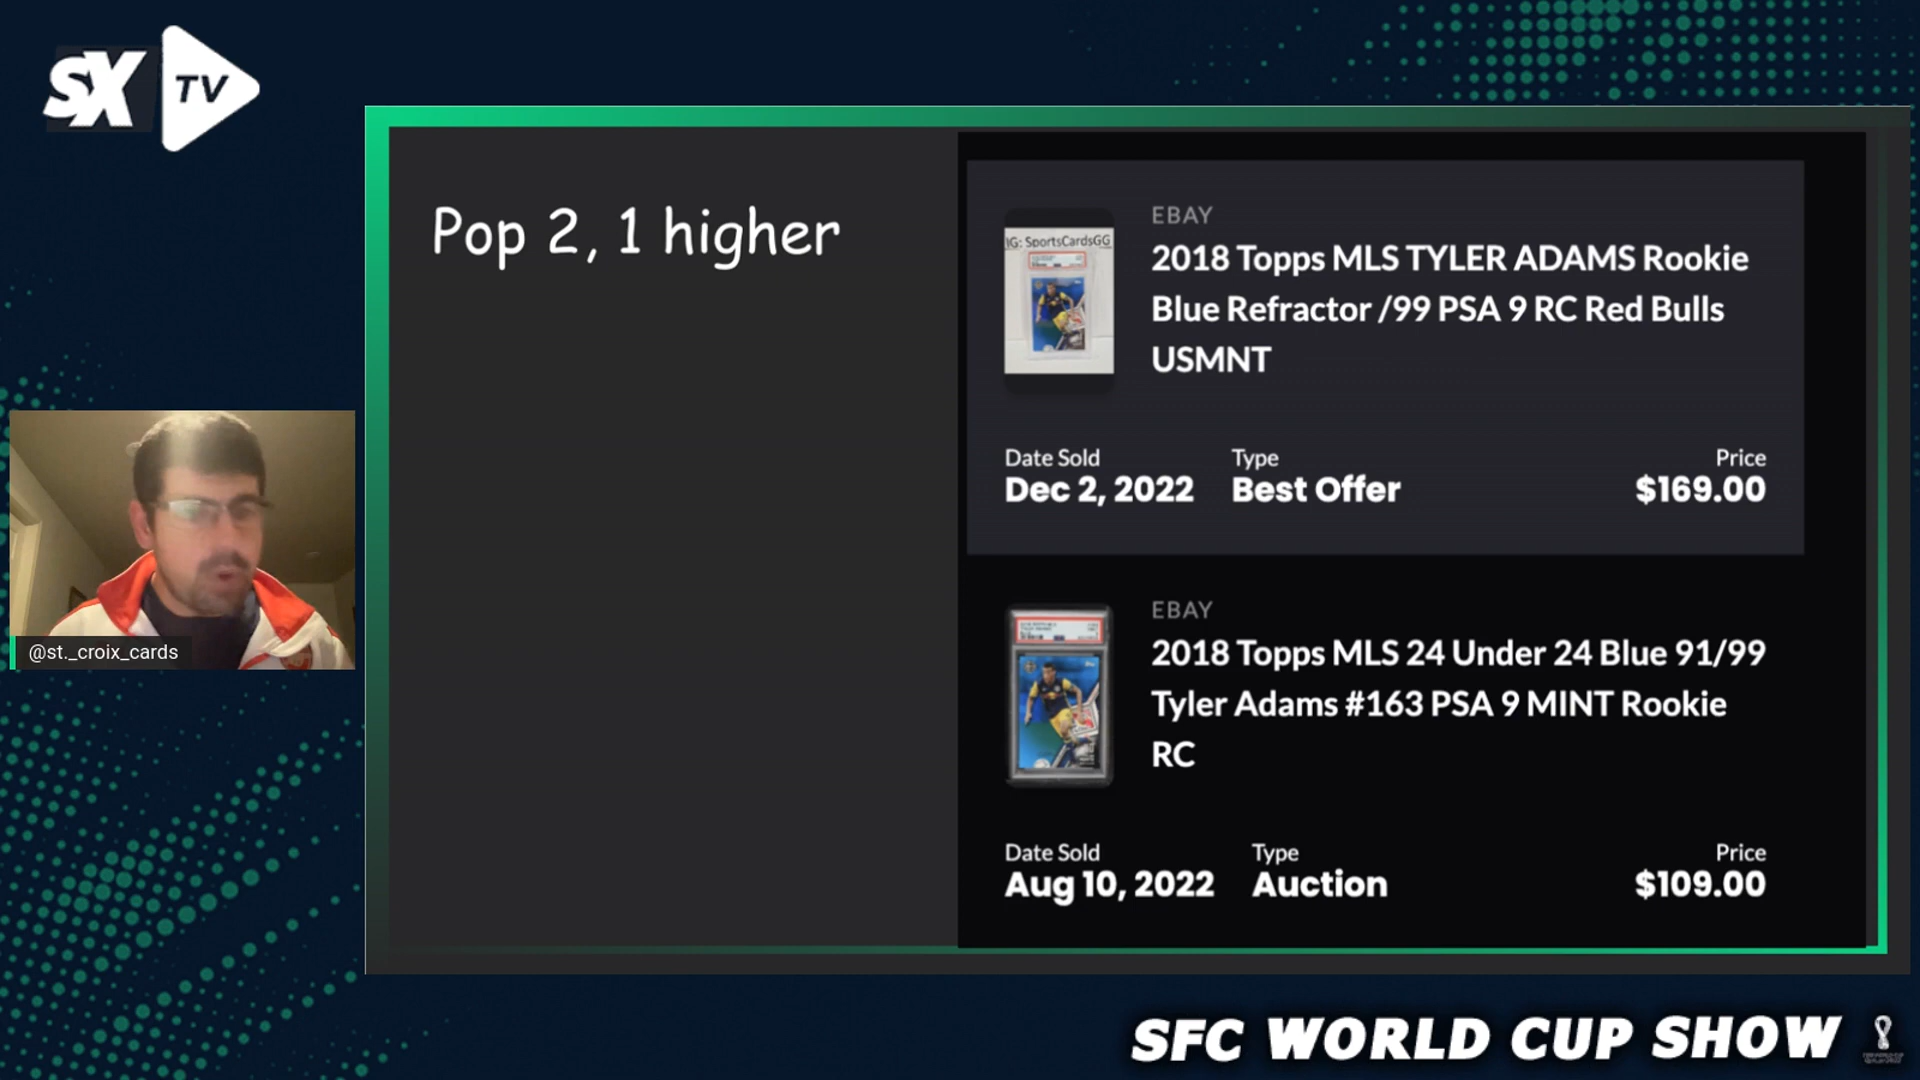 SX TV
Pop 2, 1 higher
IG: SportsCardsGG
EBAY
2018 Topps MLS TYLER ADAMS Rookie
Blue Refractor /99 PSA 9 RC Red Bulls
USMNT
Date Sold
Type
Price
Dec 2, 2022
Best Offer
$169.00
EBAY
2018 Topps MLS 24 Under 24 Blue 91/99
Tyler Adams #163 PSA 9 MINT Rookie
RC
Date Sold
Type
Price
Aug 10, 2022
Auction
$109.00
@st._croix_cards
SFC WORLD CUP SHOW